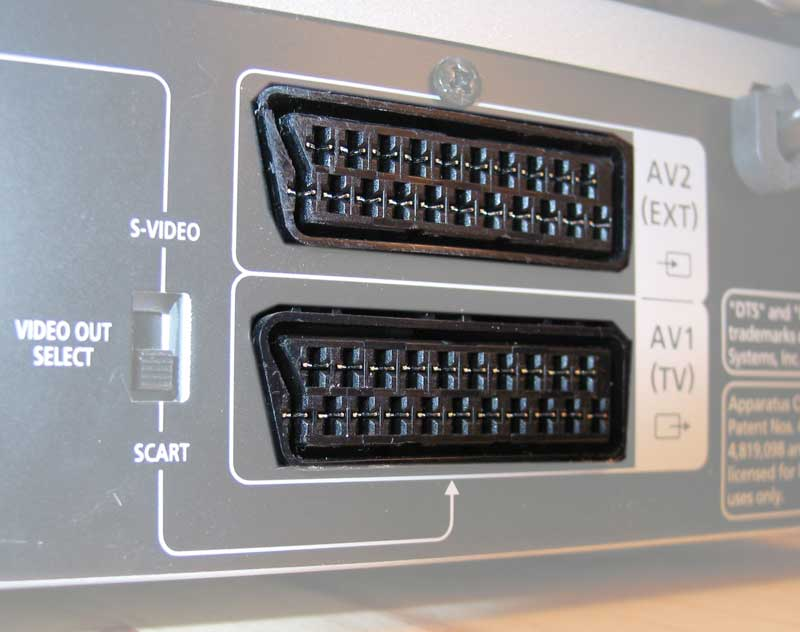 S-VIDEO
VIDEO OUT
SELECT
SCART
AV2
(EXT)
AV1
(TV)
"DTS" and
trademarks
Systems, Inc.
Apparatus
Patent Nos.
4,819,098
licensed for
uses only.